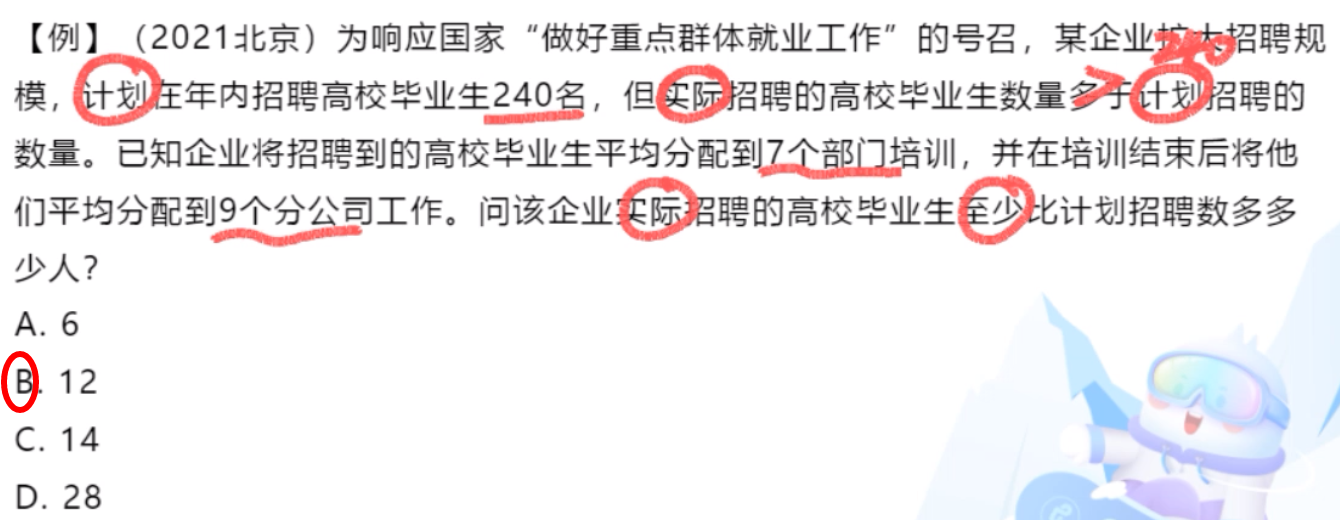 【例】（2021北京）为响应国家“做好重点群体就业工作”的号召，某企业扩大招聘规
240
模，计划在年内招聘高校毕业生240名，但实际招聘的高校毕业生数量多于计划招聘的
数量。已知企业将招聘到的高校毕业生平均分配到7个部门培训，并在培训结束后将他
们平均分配到9个分公司工作。问该企业实际招聘的高校毕业生至少比计划招聘数多多
少人？
A. 6
B. 12
C. 14
D. 28